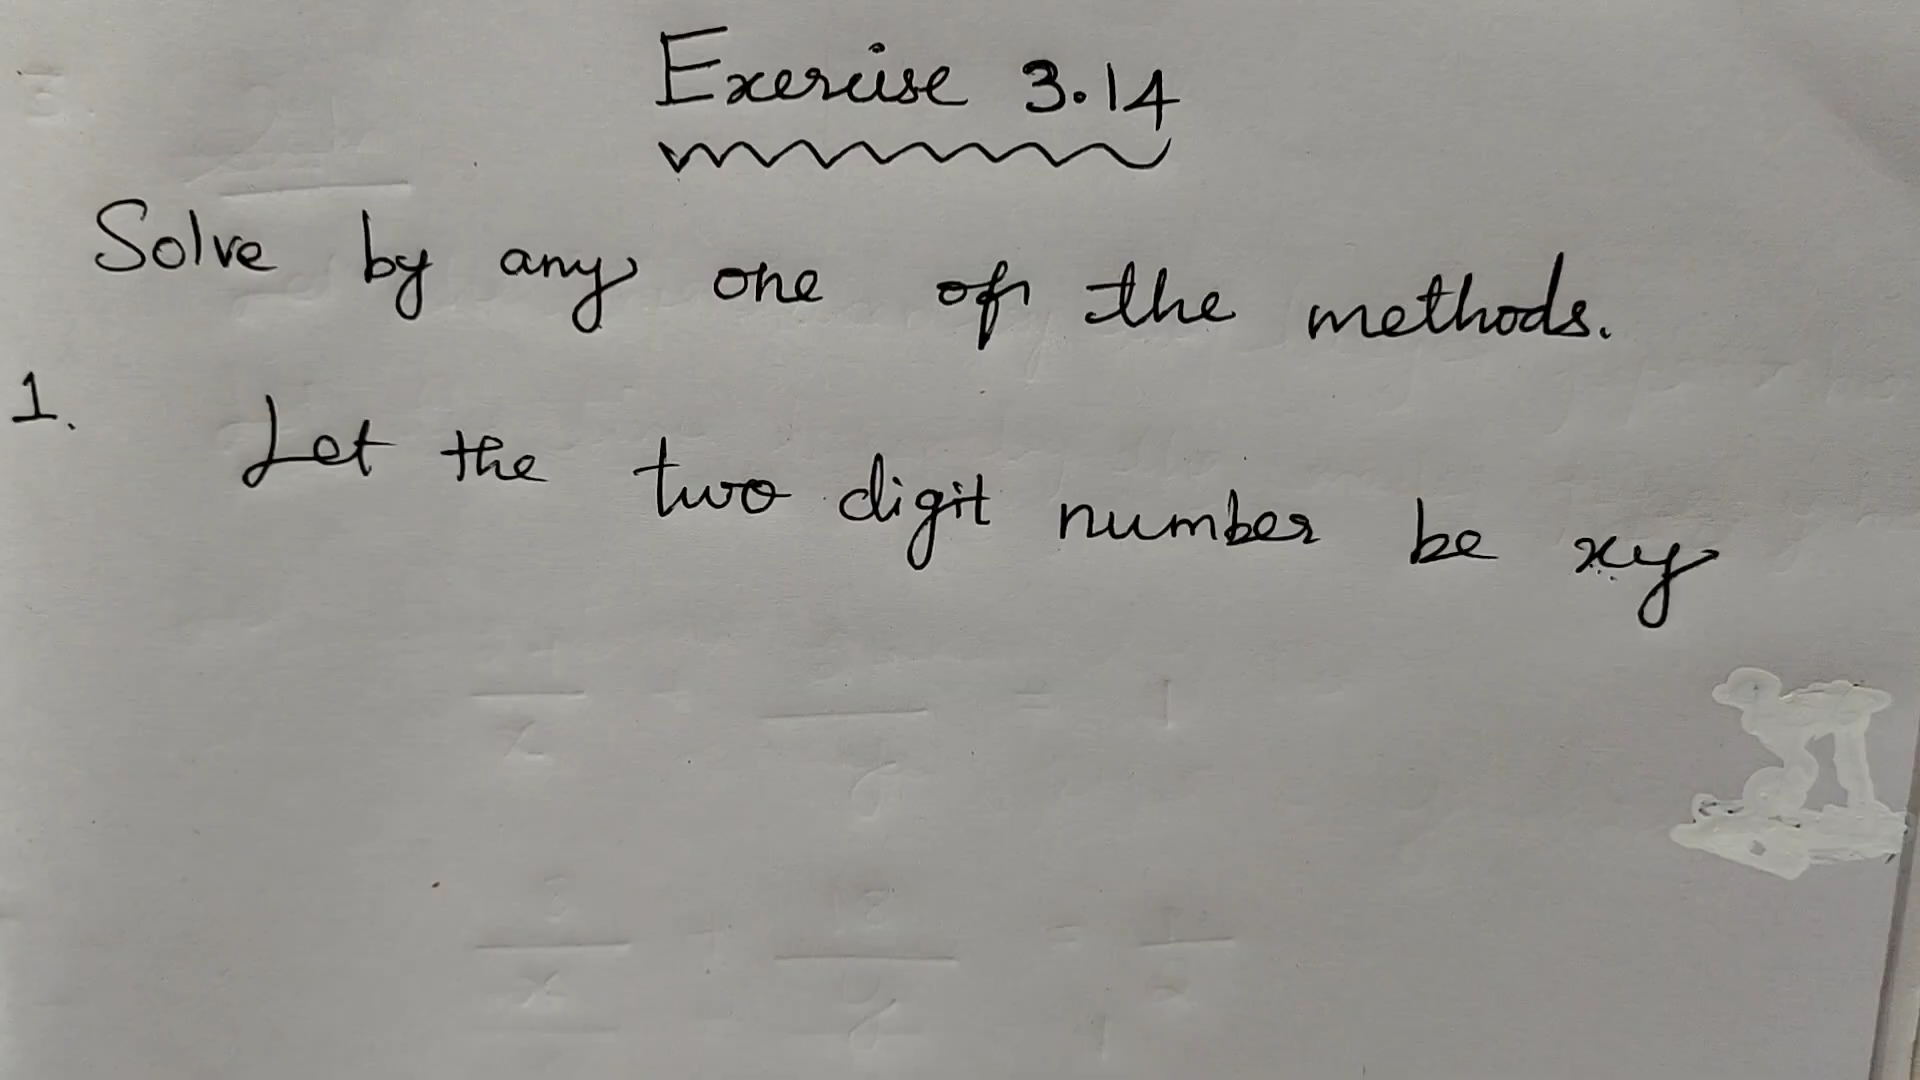 Exercise 3.14
Solve by any one of the methods.
1. Let the two digit number be xy